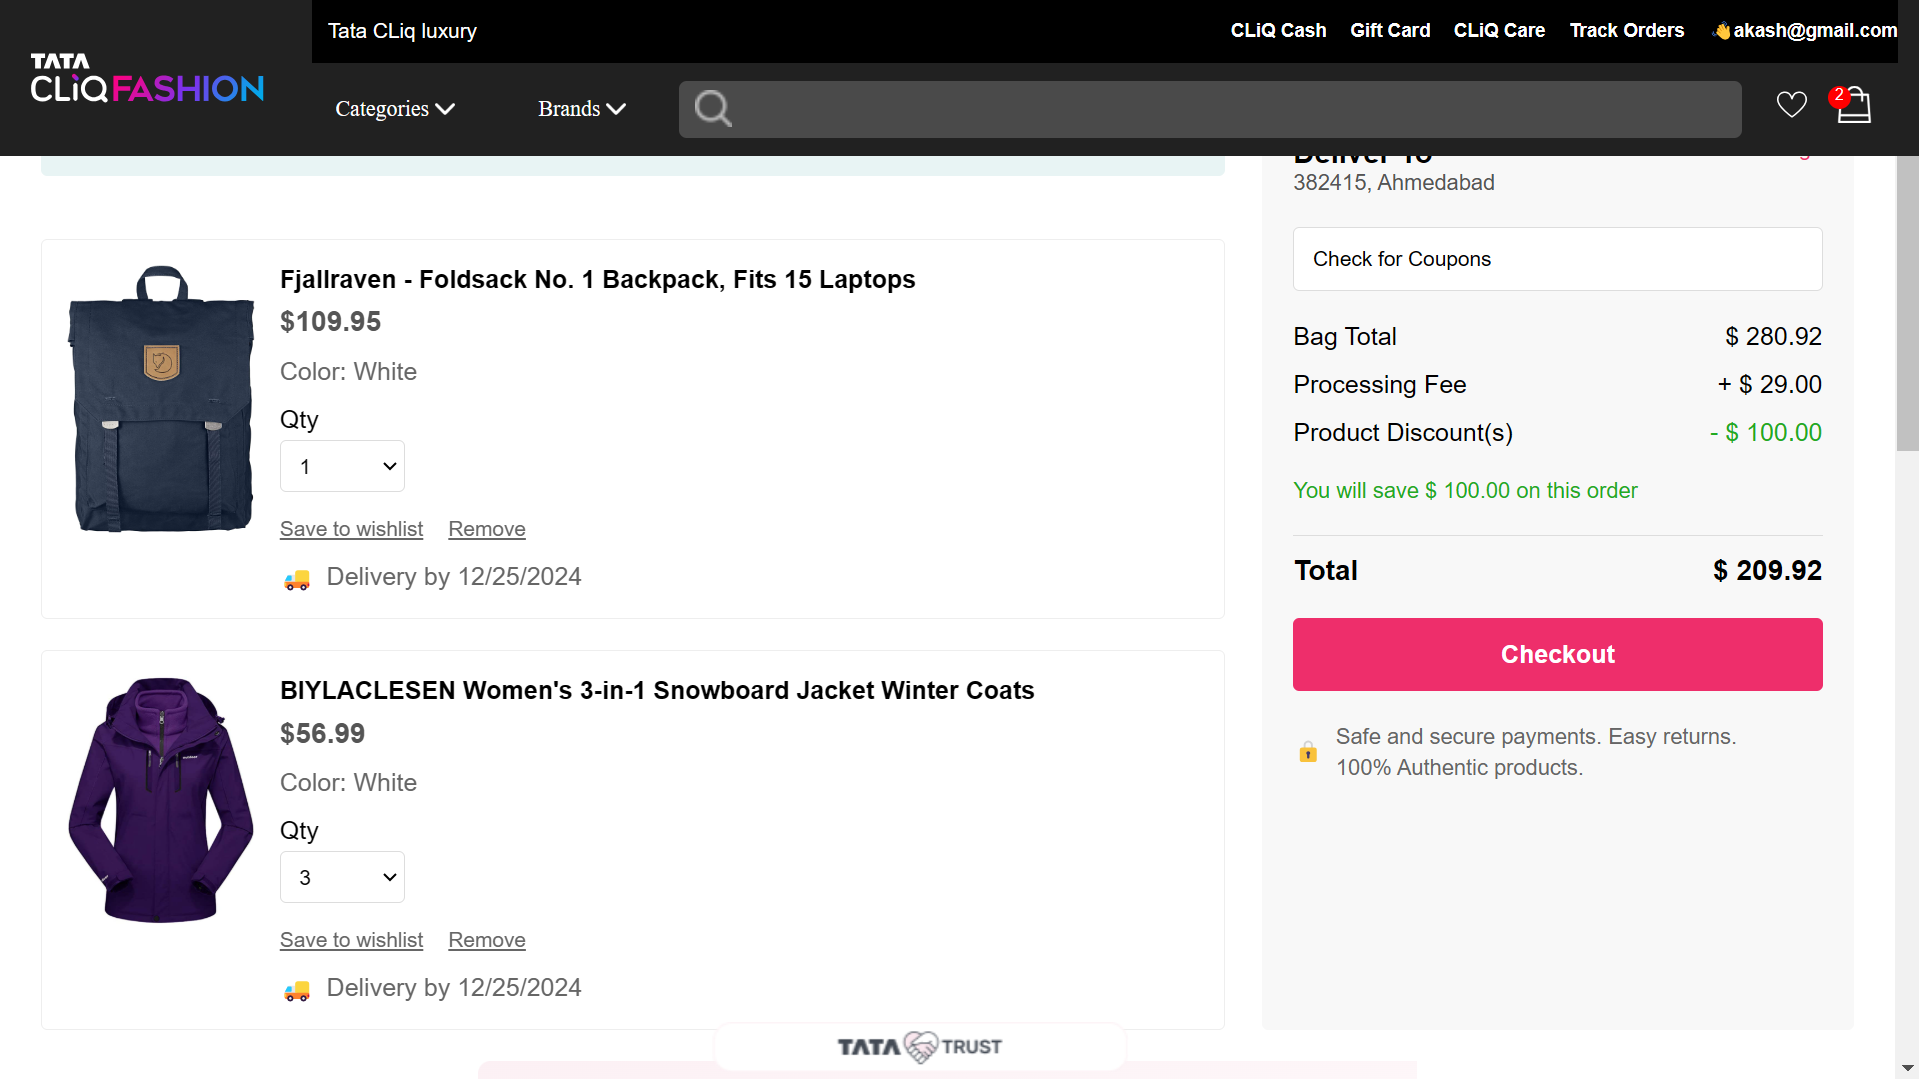 Tata CLiq luxury
CLiQ Cash
Gift Card
CLiQ Care
Track Orders
👋akash@gmail.com
TATA
CLiQFASHION
Categories
Brands
2
Deliver To
382415, Ahmedabad
Check for Coupons
Bag Total
$ 280.92
Processing Fee
+ $ 29.00
Product Discount(s)
- $ 100.00
You will save $ 100.00 on this order
Total
$ 209.92
Checkout
Safe and secure payments. Easy returns.
100% Authentic products.
Fjallraven - Foldsack No. 1 Backpack, Fits 15 Laptops
$109.95
Color: White
Qty
1
Save to wishlist
Remove
Delivery by 12/25/2024
BIYLACLESEN Women's 3-in-1 Snowboard Jacket Winter Coats
$56.99
Color: White
Qty
3
Save to wishlist
Remove
Delivery by 12/25/2024
TATA TRUST